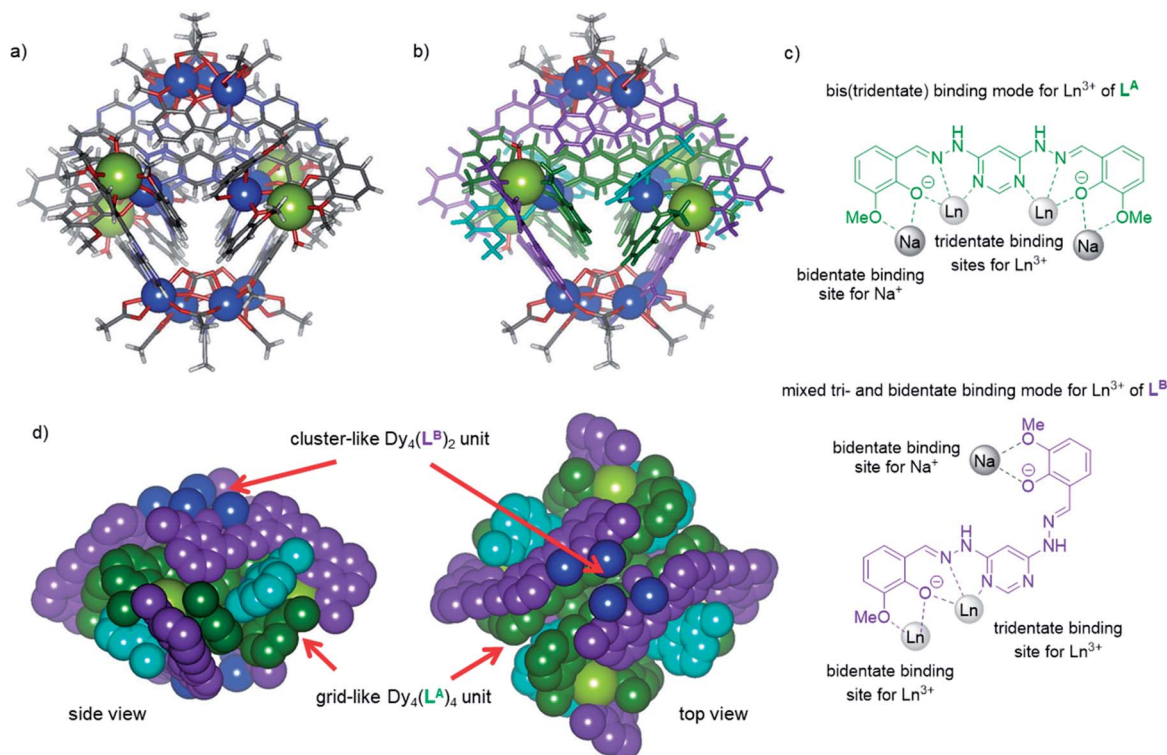 a)
b)
c)
bis(tridentate) binding mode for Ln³⁺ of Lᴬ
H
H
N
N
N
N
N
N
O
⊖
O
⊖
MeO
Ln
Ln
OMe
Na
Na
tridentate binding
sites for Ln³⁺
bidentate binding
site for Na⁺
mixed tri- and bidentate binding mode for Ln³⁺ of Lᴮ
Me
O
bidentate binding
site for Na⁺
Na
⊖
O
H
N
N
N
NH
N
N
O
⊖
MeO
Ln
Ln
tridentate binding
site for Ln³⁺
bidentate binding
site for Ln³⁺
d)
cluster-like Dy₄(Lᴮ)₂ unit
grid-like Dy₄(Lᴬ)₄ unit
side view
top view